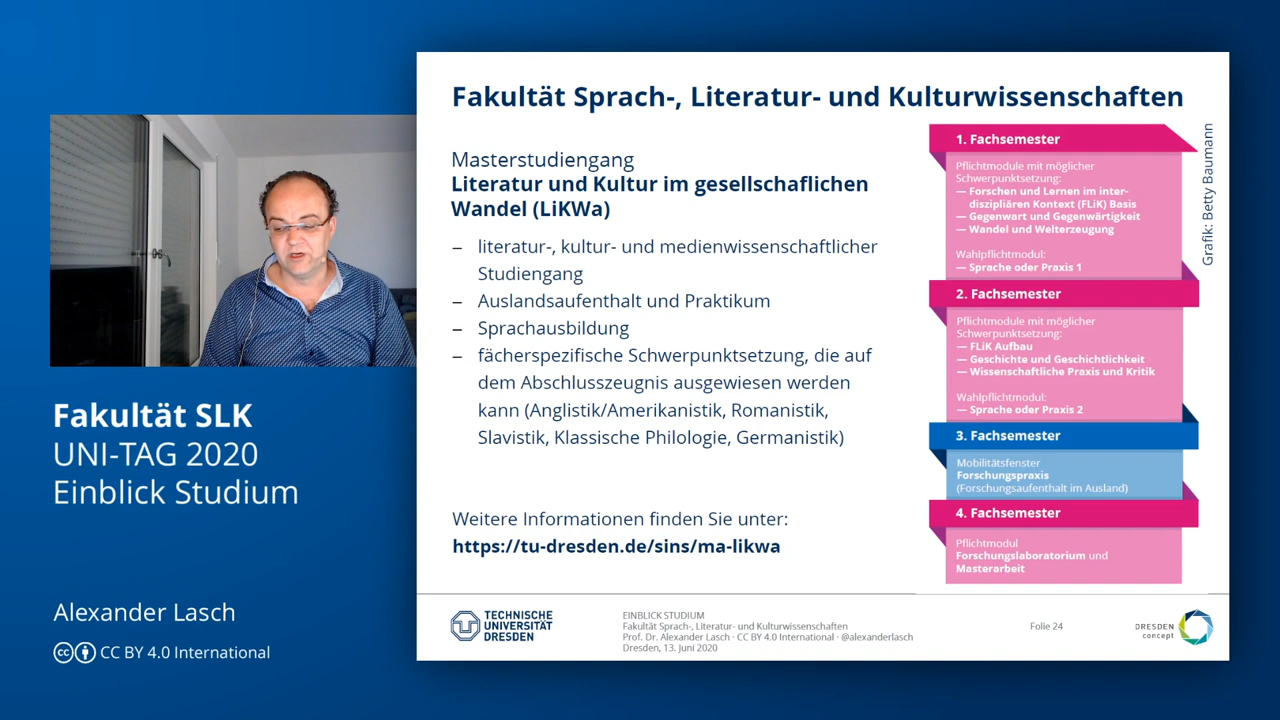 Fakultät SLK
UNI-TAG 2020
Einblick Studium
Alexander Lasch
CC BY 4.0 International
Fakultät Sprach-, Literatur- und Kulturwissenschaften
Masterstudiengang
Literatur und Kultur im gesellschaflichen
Wandel (LiKWa)
– literatur-, kultur- und medienwissenschaftlicher
Studiengang
– Auslandsaufenthalt und Praktikum
– Sprachausbildung
– fächerspezifische Schwerpunktsetzung, die auf
dem Abschlusszeugnis ausgewiesen werden
kann (Anglistik/Amerikanistik, Romanistik,
Slavistik, Klassische Philologie, Germanistik)
Weitere Informationen finden Sie unter:
https://tu-dresden.de/sins/ma-likwa
1. Fachsemester
Pflichtmodule mit möglicher
Schwerpunktsetzung:
— Forschen und Lernen im inter-
disziplären Kontext (FLiK) Basis
— Gegenwart und Gegenwärtigkeit
— Wandel und Welterzeugung
Wahlpflichtmodul:
— Sprache oder Praxis 1
2. Fachsemester
Pflichtmodule mit möglicher
Schwerpunktsetzung:
— FLiK Aufbau
— Geschichte und Geschichtlichkeit
— Wissenschaftliche Praxis und Kritik
Wahlpflichtmodul:
— Sprache oder Praxis 2
3. Fachsemester
Mobilitätsfenster
Forschungspraxis
(Forschungsaufenthalt im Ausland)
4. Fachsemester
Pflichtmodul
Forschungslaboratorium und
Masterarbeit
Grafik: Betty Baumann
TECHNISCHE
UNIVERSITÄT
DRESDEN
EINBLICK STUDIUM
Fakultät Sprach-, Literatur- und Kulturwissenschaften
Prof. Dr. Alexander Lasch · CC BY 4.0 International · @alexanderlasch
Dresden, 13. Juni 2020
Folie 24
DRESDEN
concept